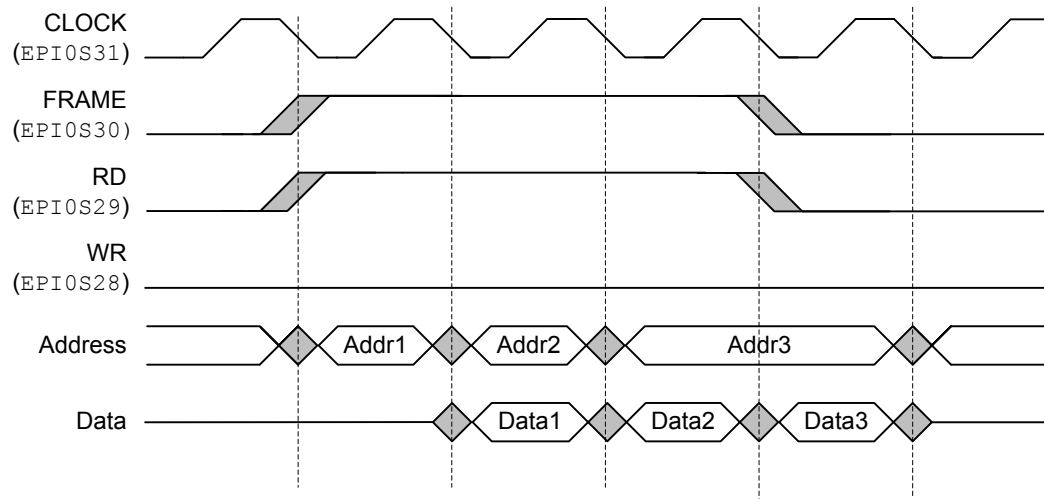 CLOCK
(EPI0S31)
FRAME
(EPI0S30)
RD
(EPI0S29)
WR
(EPI0S28)
Address Addr1 Addr2 Addr3
Data Data1 Data2 Data3